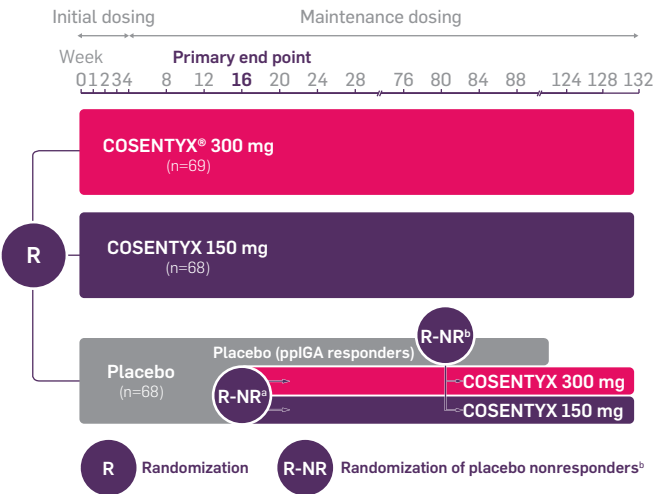 Initial dosing
Maintenance dosing
Week
Primary end point
0 1 2 3 4 8 12 16 20 24 28 76 80 84 88 124 128 132
COSENTYX® 300 mg
(n=69)
R
COSENTYX 150 mg
(n=68)
R-NRᵇ
Placebo (ppIGA responders)
Placebo
(n=68)
R-NRᵃ
COSENTYX 300 mg
COSENTYX 150 mg
R Randomization
R-NR Randomization of placebo nonrespondersᵇ